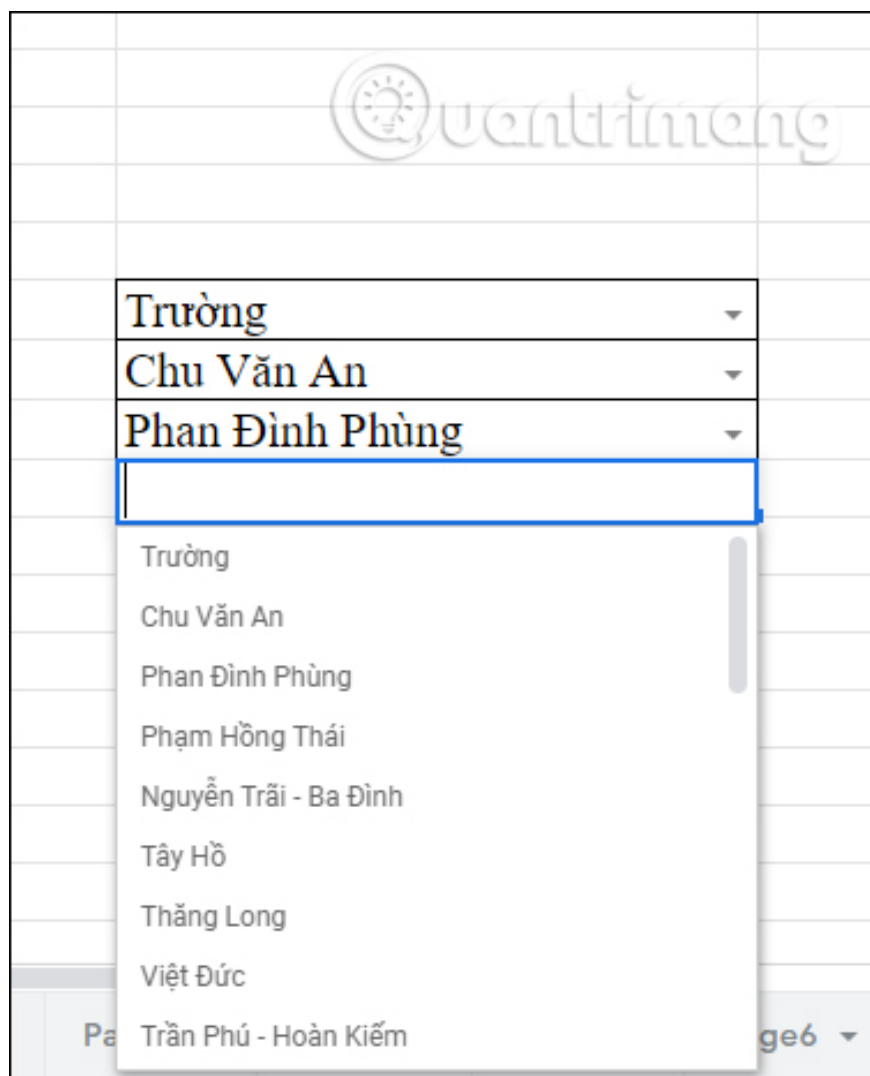 Quantrimang
Trường
Chu Văn An
Phan Đình Phùng
Trường
Chu Văn An
Phan Đình Phùng
Phạm Hồng Thái
Nguyễn Trãi - Ba Đình
Tây Hồ
Thăng Long
Việt Đức
Trần Phú - Hoàn Kiếm